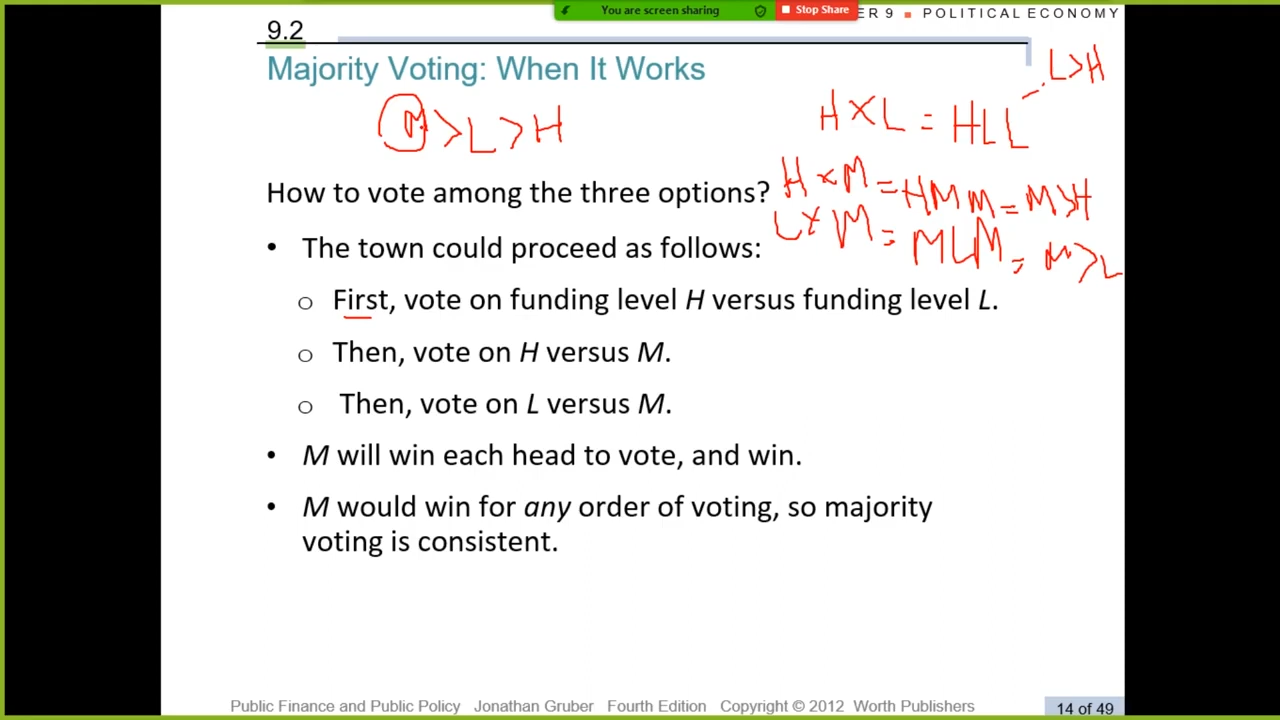 You are screen sharing
Stop Share
ER 9 ■ POLITICAL ECONOMY
9.2
Majority Voting: When It Works
L>H
H×L = HLL
M>L>H
H×M = HMM = M>H
How to vote among the three options?
L×M = MLM = M>L
• The town could proceed as follows:
o First, vote on funding level H versus funding level L.
o Then, vote on H versus M.
o Then, vote on L versus M.
• M will win each head to vote, and win.
• M would win for any order of voting, so majority
voting is consistent.
Public Finance and Public Policy Jonathan Gruber Fourth Edition Copyright © 2012 Worth Publishers
14 of 49